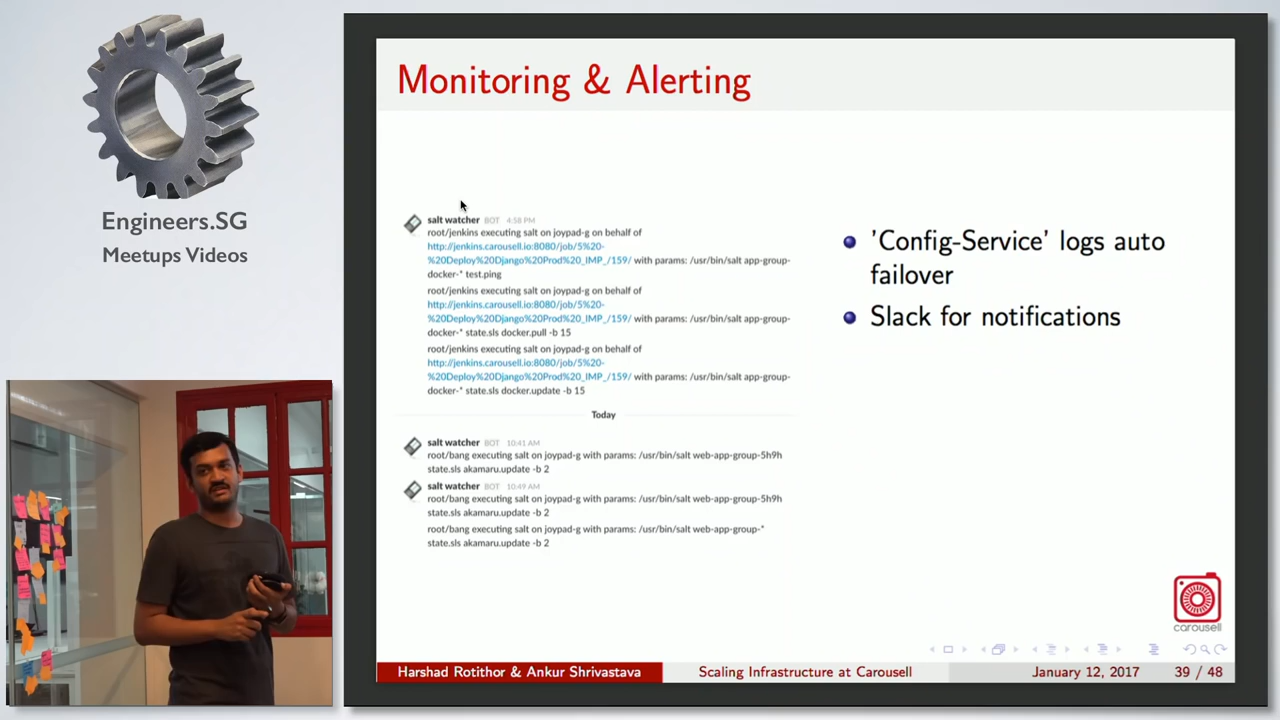 Engineers.SG
Meetups Videos
Monitoring & Alerting
salt watcher BOT 4:58 PM
root/jenkins executing salt on joypad-g on behalf of
http://jenkins.carousell.io:8080/job/5%20-
%20Deploy%20Django%20Prod%20_IMP_/159/ with params: /usr/bin/salt app-group-
docker-* test.ping
root/jenkins executing salt on joypad-g on behalf of
http://jenkins.carousell.io:8080/job/5%20-
%20Deploy%20Django%20Prod%20_IMP_/159/ with params: /usr/bin/salt app-group-
docker-* state.sls docker.pull -b 15
root/jenkins executing salt on joypad-g on behalf of
http://jenkins.carousell.io:8080/job/5%20-
%20Deploy%20Django%20Prod%20_IMP_/159/ with params: /usr/bin/salt app-group-
docker-* state.sls docker.update -b 15
Today
salt watcher BOT 10:41 AM
root/bang executing salt on joypad-g with params: /usr/bin/salt web-app-group-5h9h
state.sls akamaru.update -b 2
salt watcher BOT 10:49 AM
root/bang executing salt on joypad-g with params: /usr/bin/salt web-app-group-5h9h
state.sls akamaru.update -b 2
root/bang executing salt on joypad-g with params: /usr/bin/salt web-app-group-*
state.sls akamaru.update -b 2
'Config-Service' logs auto
failover
Slack for notifications
carousell
Harshad Rotithor & Ankur Shrivastava
Scaling Infrastructure at Carousell
January 12, 2017
39 / 48